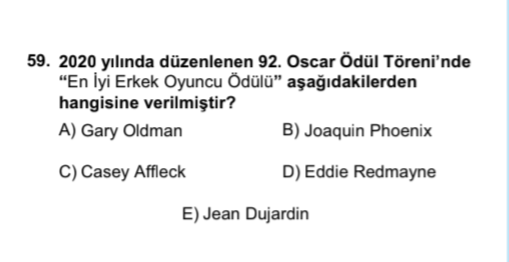 59. 2020 yılında düzenlenen 92. Oscar Ödül Töreni'nde
“En İyi Erkek Oyuncu Ödülü” aşağıdakilerden
hangisine verilmiştir?
A) Gary Oldman B) Joaquin Phoenix
C) Casey Affleck D) Eddie Redmayne
E) Jean Dujardin